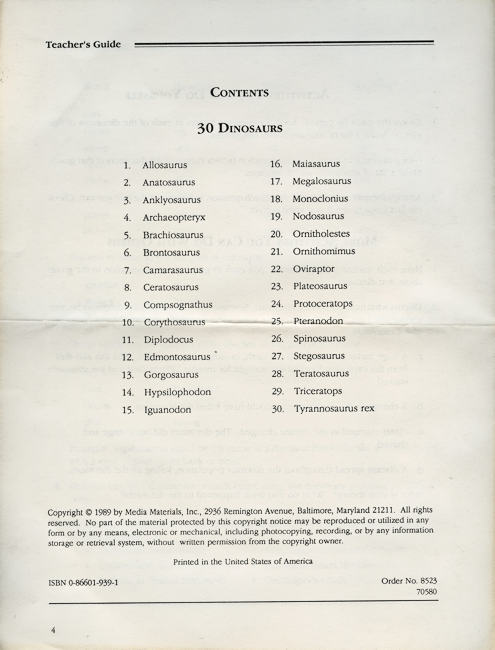 Teacher's Guide
CONTENTS
30 DINOSAURS
1. Allosaurus
2. Anatosaurus
3. Anklyosaurus
4. Archaeopteryx
5. Brachiosaurus
6. Brontosaurus
7. Camarasaurus
8. Ceratosaurus
9. Compsognathus
10. Corythosaurus
11. Diplodocus
12. Edmontosaurus
13. Gorgosaurus
14. Hypsilophodon
15. Iguanodon
16. Maiasaurus
17. Megalosaurus
18. Monoclonius
19. Nodosaurus
20. Ornitholestes
21. Ornithomimus
22. Oviraptor
23. Plateosaurus
24. Protoceratops
25. Pteranodon
26. Spinosaurus
27. Stegosaurus
28. Teratosaurus
29. Triceratops
30. Tyrannosaurus rex
Copyright © 1989 by Media Materials, Inc., 2936 Remington Avenue, Baltimore, Maryland 21211. All rights
reserved. No part of the material protected by this copyright notice may be reproduced or utilized in any
form or by any means, electronic or mechanical, including photocopying, recording, or by any information
storage or retrieval system, without written permission from the copyright owner.
Printed in the United States of America
ISBN 0-86601-939-1
Order No. 8523
70580
4